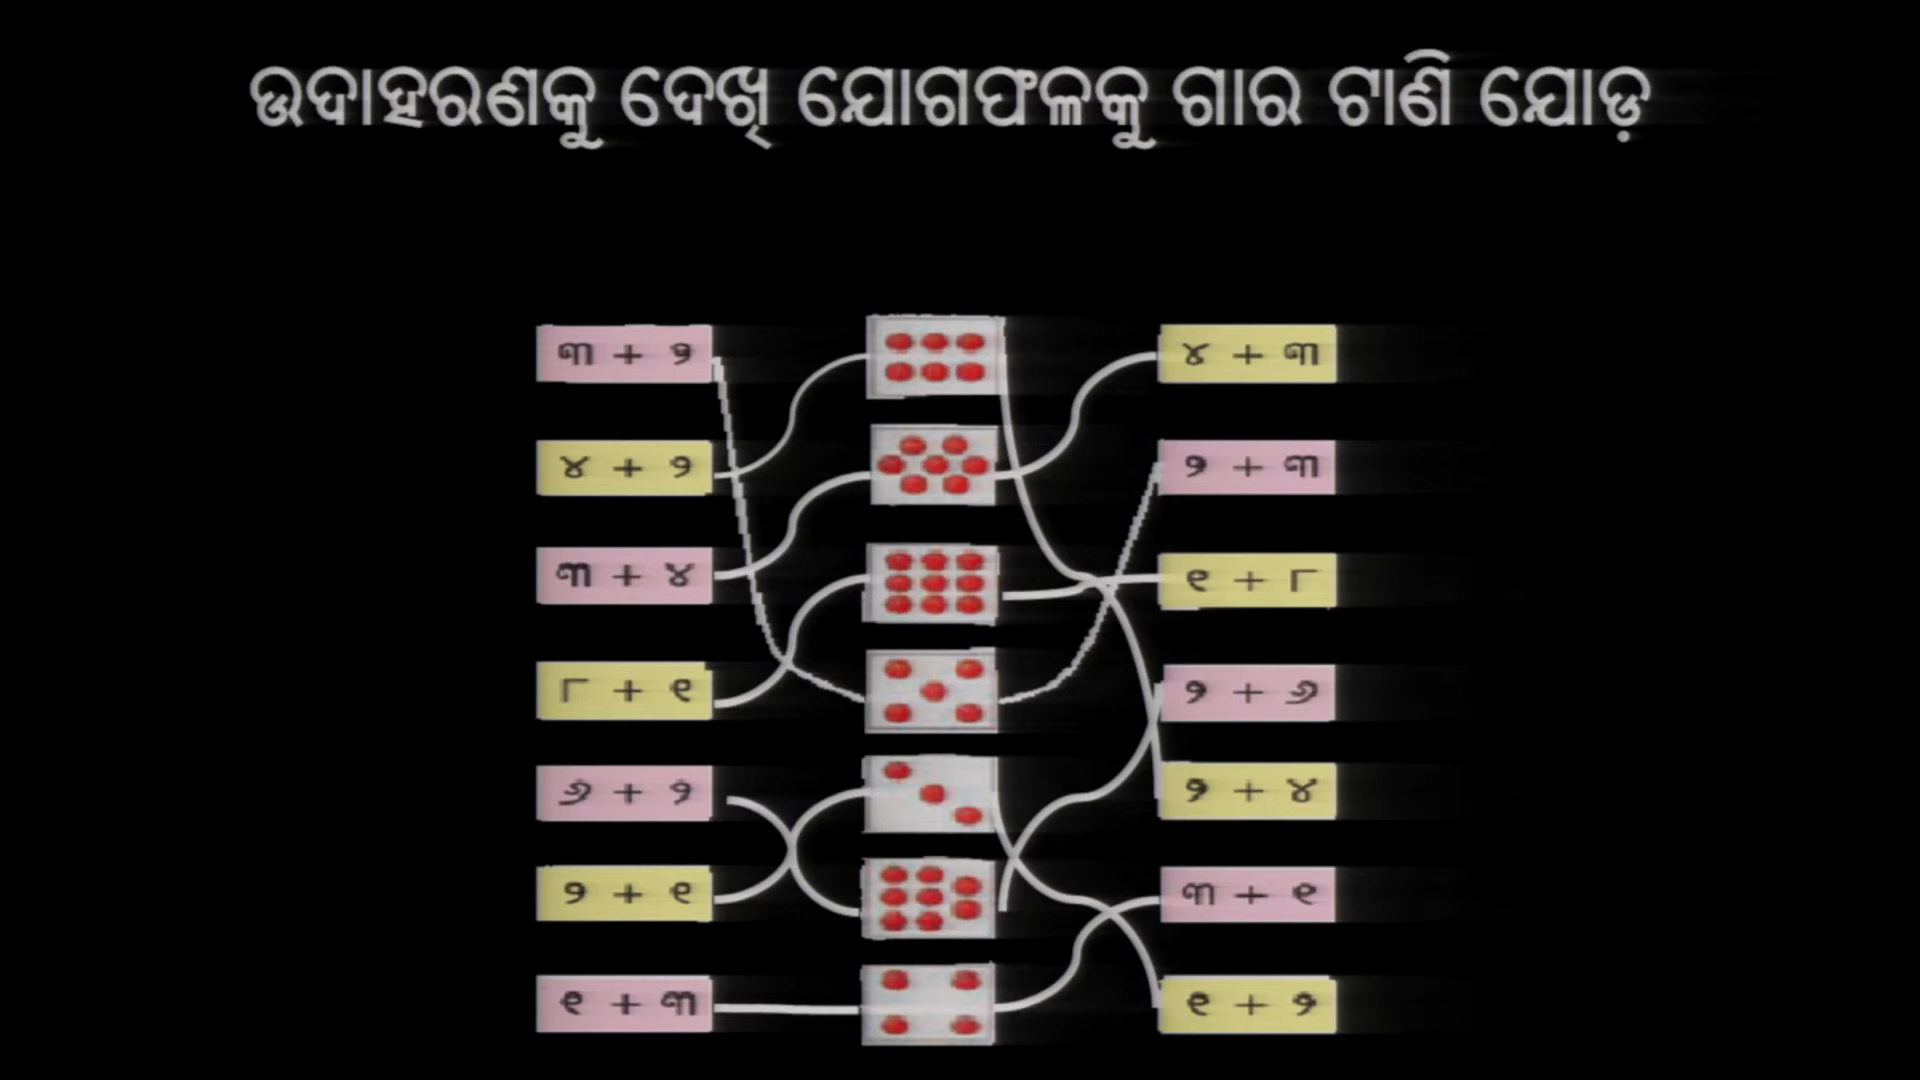 ଉଦାହରଣକୁ ଦେଖି ଯୋଗଫଳକୁ ଗାର ଟାଣି ଯୋଡ଼
୩ + ୨
୪ + ୩
୪ + ୨
୨ + ୩
୩ + ୪
୧ + ୮
୮ + ୧
୨ + ୬
୬ + ୨
୨ + ୪
୨ + ୧
୩ + ୧
୧ + ୩
୧ + ୨